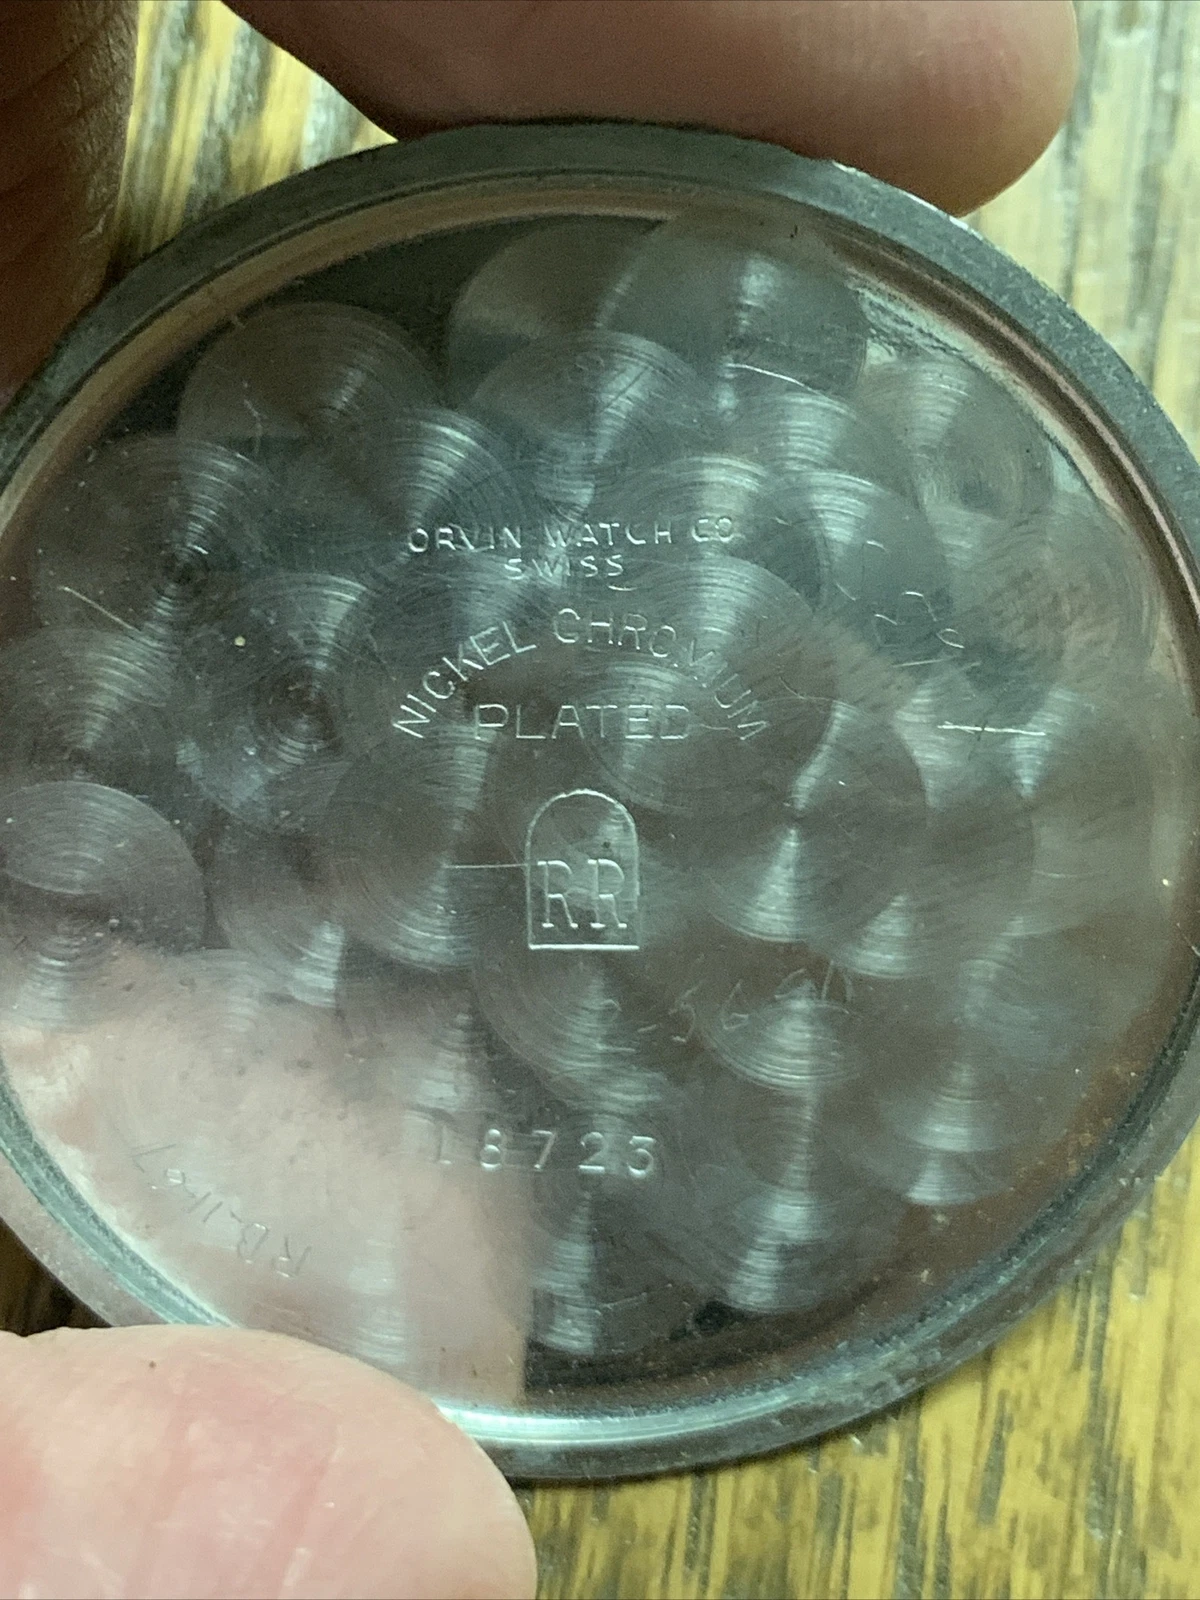 ORVIN WATCH CO.
SWISS
NICKEL CHROMIUM
PLATED
RR
18723